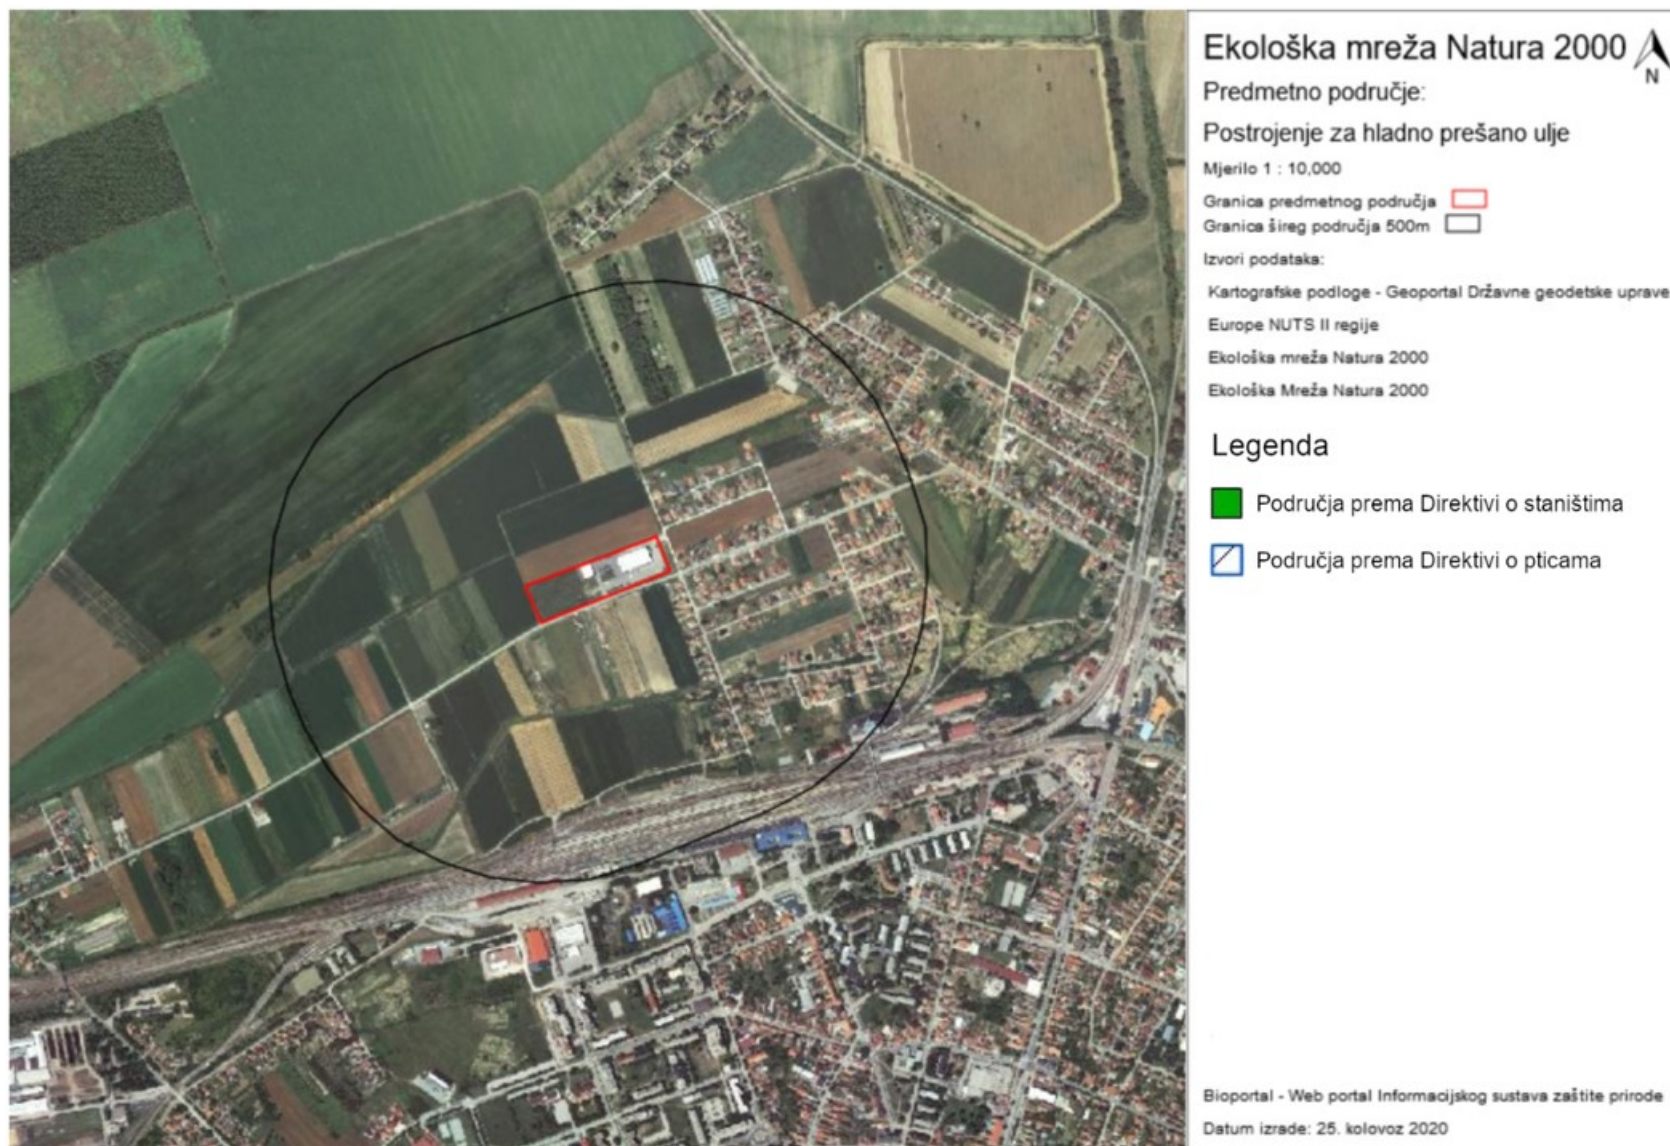 Ekološka mreža Natura 2000
N
Predmetno područje:
Postrojenje za hladno prešano ulje
Mjerilo 1 : 10,000
Granica predmetnog područja
Granica šireg područja 500m
Izvori podataka:
Kartografske podloge - Geoportal Državne geodetske uprave
Europe NUTS II regije
Ekološka mreža Natura 2000
Ekološka Mreža Natura 2000
Legenda
Područja prema Direktivi o staništima
Područja prema Direktivi o pticama
Bioportal - Web portal Informacijskog sustava zaštite prirode
Datum izrade: 25. kolovoz 2020